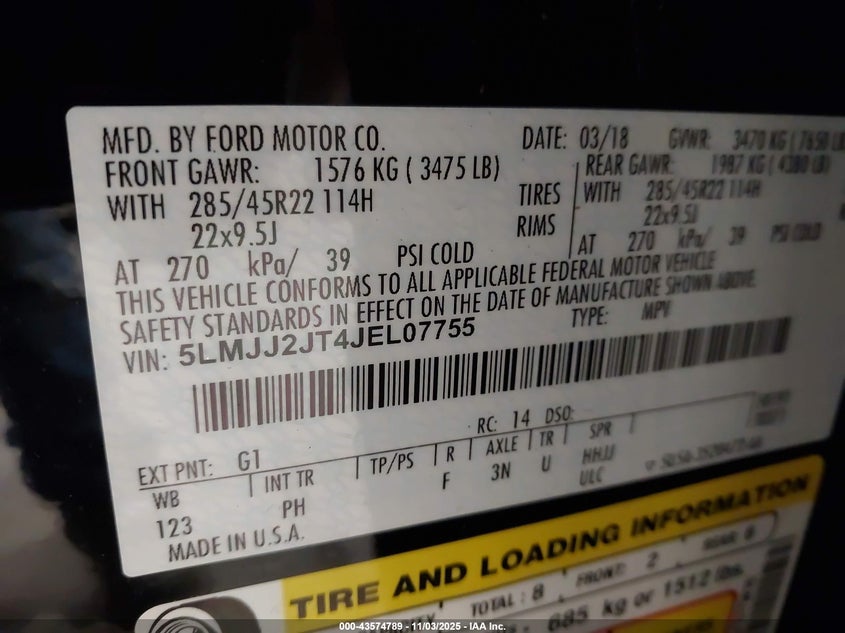 MFD. BY FORD MOTOR CO. DATE: 03/18 GVWR: 3470 KG ( 7650 LB
FRONT GAWR: 1576 KG ( 3475 LB) REAR GAWR: 1987 KG ( 4380 LB)
WITH 285/45R22 114H TIRES WITH 285/45R22 114H
22x9.5J RIMS 22x9.5J
AT 270 kPa/ 39 PSI COLD AT 270 kPa/ 39 PSI COLD
THIS VEHICLE CONFORMS TO ALL APPLICABLE FEDERAL MOTOR VEHICLE
SAFETY STANDARDS IN EFFECT ON THE DATE OF MANUFACTURE SHOWN ABOVE.
VIN: 5LMJJ2JT4JEL07755 TYPE: MPV
EXT PNT: G1 RC: 14 DSO:
WB INT TR TP/PS R AXLE TR SPR
123 PH F 3N U HHJJ
ULC
MADE IN U.S.A.
TIRE AND LOADING INFORMATION
TOTAL : 8 FRONT: 2
685 kg or 1512 lbs.
000-43574789 — 11/03/2025 — IAA Inc.